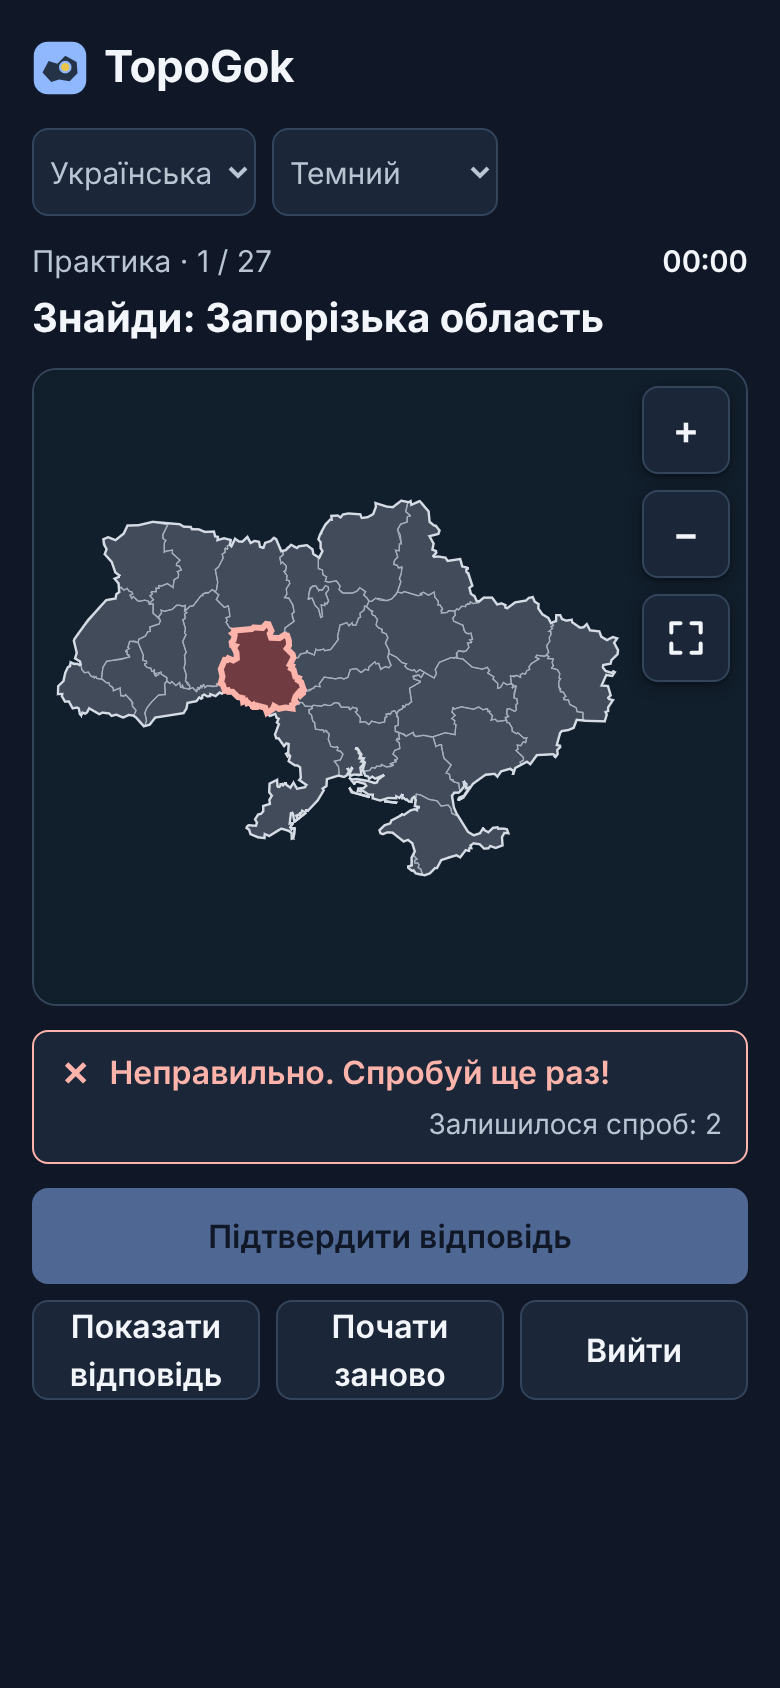 TopoGok
Українська
Темний
Практика · 1 / 27
00:00
Знайди: Запорізька область
+
−
✕ Неправильно. Спробуй ще раз!
Залишилося спроб: 2
Підтвердити відповідь
Показати
відповідь
Почати
заново
Вийти